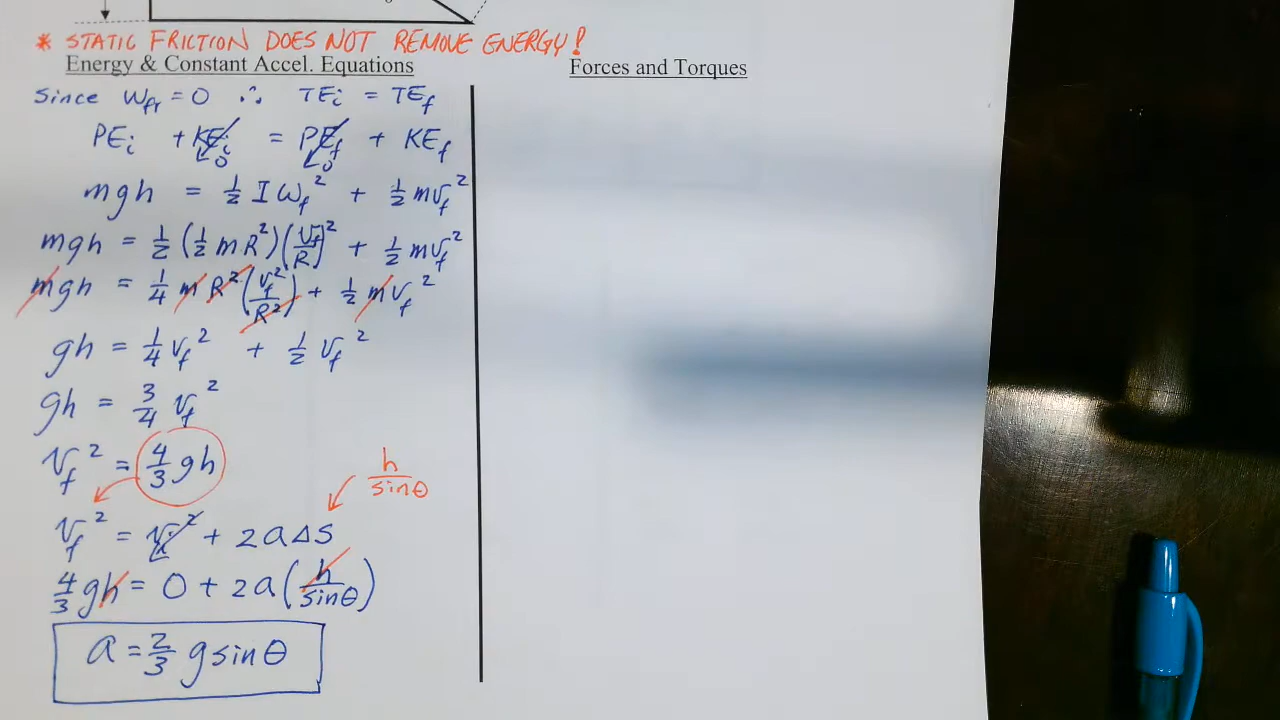 * STATIC FRICTION DOES NOT REMOVE ENERGY!
Energy & Constant Accel. Equations
Forces and Torques
Since Wfr = 0 ∴ TEi = TEf
PEi + KEi = PEf + KEf
0 0
mgh = 1/2 Iωf² + 1/2 mvf²
mgh = 1/2 (1/2 mR²)(vf/R)² + 1/2 mvf²
mgh = 1/4 mR²(vf²/R²) + 1/2 mvf²
gh = 1/4 vf² + 1/2 vf²
gh = 3/4 vf²
vf² = 4/3 gh
h/sinθ
vf² = vi² + 2aΔS
4/3 gh = 0 + 2a(h/sinθ)
a = 2/3 g sinθ